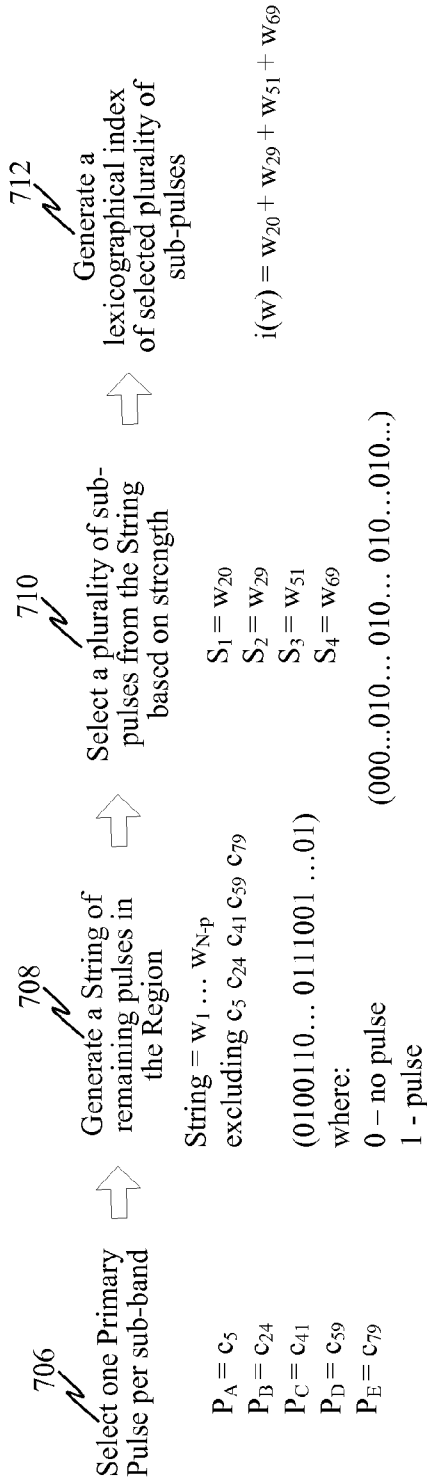 706
Select one Primary
Pulse per sub-band
P_A = c_5
P_B = c_24
P_C = c_41
P_D = c_59
P_E = c_79
708
Generate a String of
remaining pulses in
the Region
String = w_1 ... w_N-p
excluding c_5 c_24 c_41 c_59 c_79
(0100110... 0111001 ...01)
where:
0 – no pulse
1 - pulse
710
Select a plurality of sub-
pulses from the String
based on strength
S_1 = w_20
S_2 = w_29
S_3 = w_51
S_4 = w_69
(000...010... 010... 010...010...)
712
Generate a
lexicographical index
of selected plurality of
sub-pulses
i(w) = w_20 + w_29 + w_51 + w_69